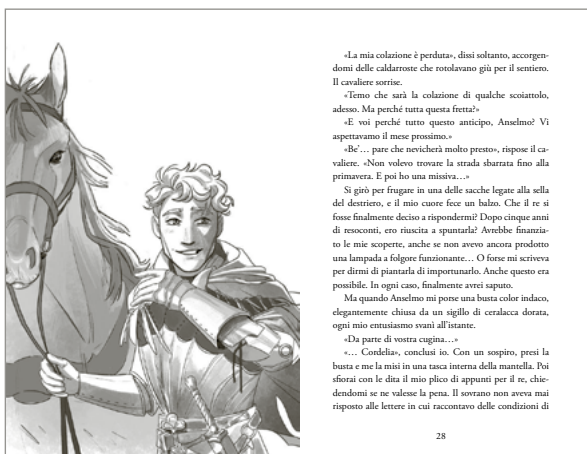 «La mia colazione è perduta», dissi soltanto, accorgen-
domi delle caldarroste che rotolavano giù per il sentiero.
Il cavaliere sorrise.
«Temo che sarà la colazione di qualche scoiattolo,
adesso. Ma perché tutta questa fretta?»
«E voi perché tutto questo anticipo, Anselmo? Vi
aspettavamo il mese prossimo.»
«Be'… pare che nevicherà molto presto», rispose il ca-
valiere. «Non volevo trovare la strada sbarrata fino alla
primavera. E poi ho una missiva…»
Si girò per frugare in una delle sacche legate alla sella
del destriero, e il mio cuore fece un balzo. Che il re si
fosse finalmente deciso a rispondermi? Dopo cinque anni
di resoconti, ero riuscita a spuntarla? Avrebbe finanzia-
to le mie scoperte, anche se non avevo ancora prodotto
una lampada a folgore funzionante… O forse mi scriveva
per dirmi di piantarla di importunarlo. Anche questo era
possibile. In ogni caso, finalmente avrei saputo.
Ma quando Anselmo mi porse una busta color indaco,
elegantemente chiusa da un sigillo di ceralacca dorata,
ogni mio entusiasmo svanì all'istante.
«Da parte di vostra cugina…»
«… Cordelia», conclusi io. Con un sospiro, presi la
busta e me la misi in una tasca interna della mantella. Poi
sfiorai con le dita il mio plico di appunti per il re, chie-
dendomi se ne valesse la pena. Il sovrano non aveva mai
risposto alle lettere in cui raccontavo delle condizioni di
28